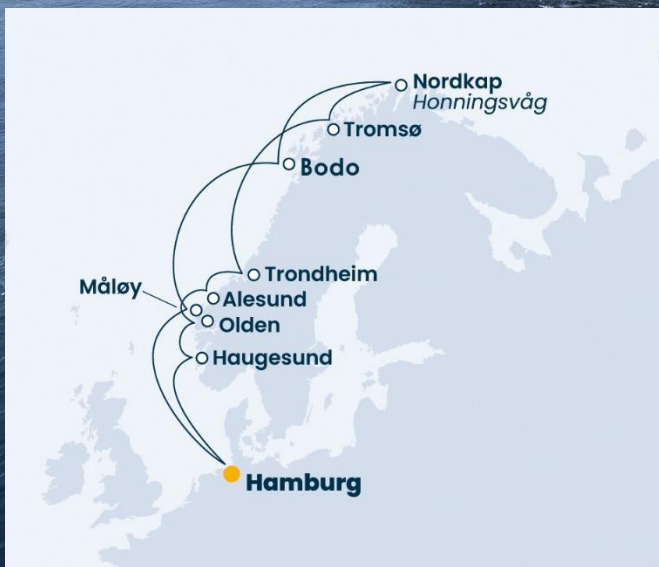 Nordkap
Honningsvåg
Tromsø
Bodo
Trondheim
Måløy
Alesund
Olden
Haugesund
Hamburg